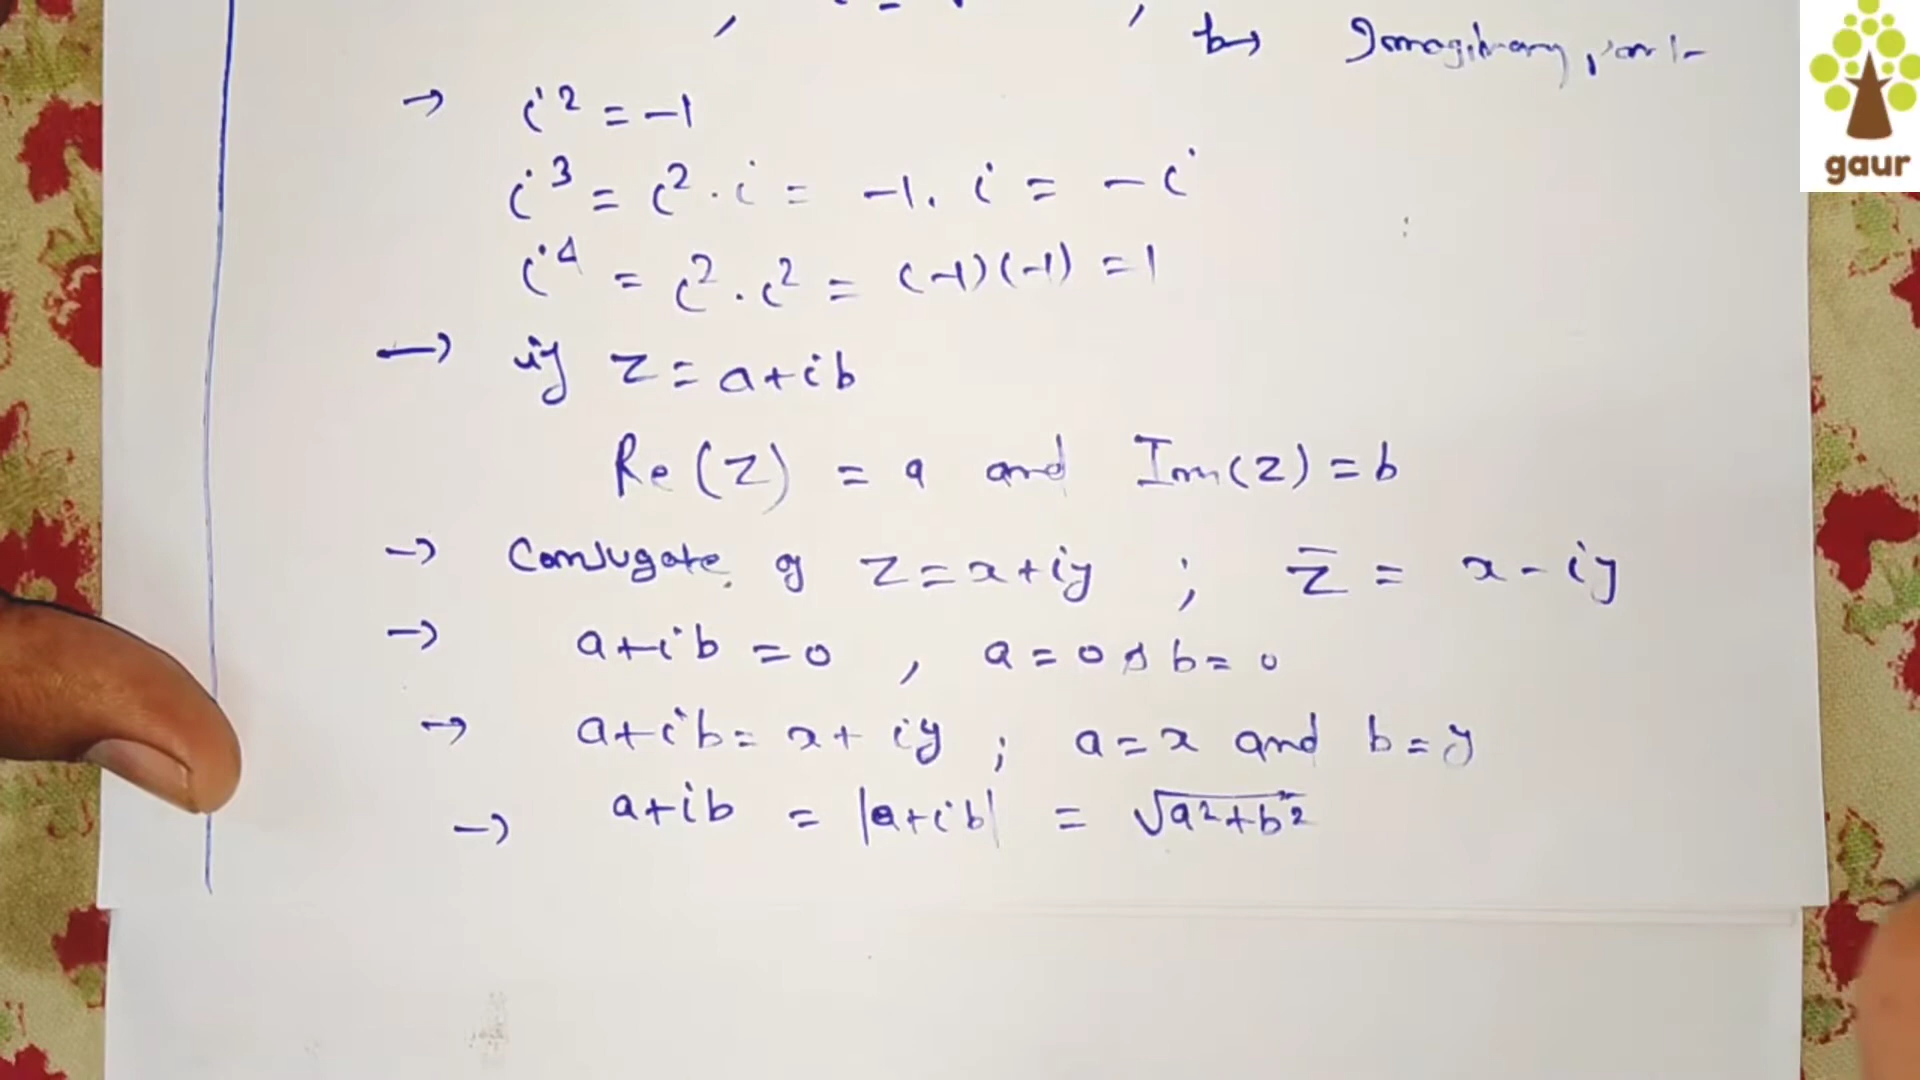 b→ Imaginary part
→ i² = -1
i³ = i² · i = -1. i = -i
i⁴ = i² . i² = (-1)(-1) = 1
→ if z = a+ib
Re(z) = a and Im(z) = b
→ Conjugate of z = x+iy ; z̄ = x - iy
→ a+ib = 0 , a = 0 & b = 0
→ a+ib = x + iy ; a = x and b = y
→ a+ib = |a+ib| = √a²+b²
gaur